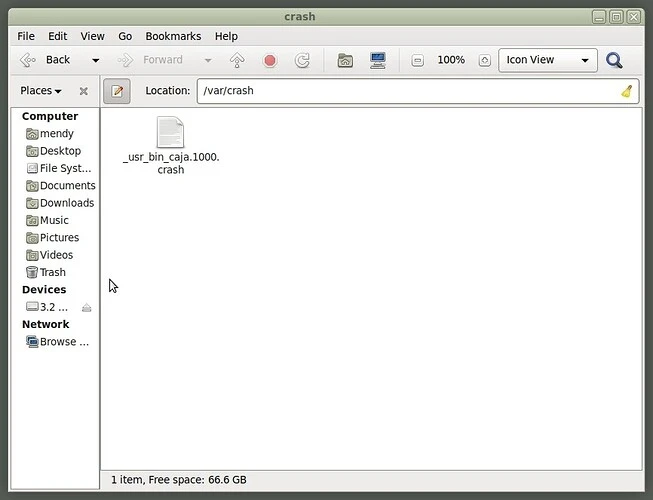 crash
File Edit View Go Bookmarks Help
Back Forward 100% Icon View
Places Location: /var/crash
Computer
mendy
Desktop
File Syst...
Documents
Downloads
Music
Pictures
Videos
Trash
Devices
3.2 ...
Network
Browse ...
_usr_bin_caja.1000.
crash
1 item, Free space: 66.6 GB